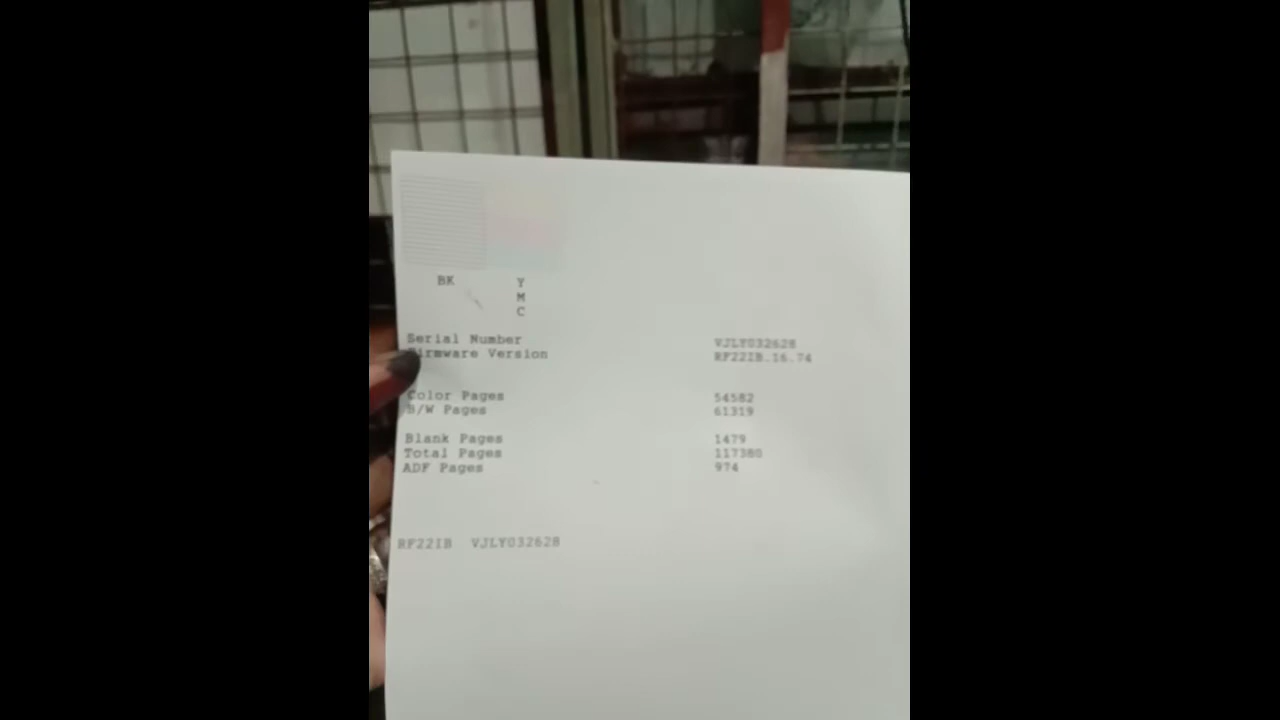 BK Y
M
C
Serial Number VJLY032628
Firmware Version RF22IB.16.74
Color Pages 54582
B/W Pages 61319
Blank Pages 1479
Total Pages 117380
ADF Pages 974
RF22IB VJLY032628